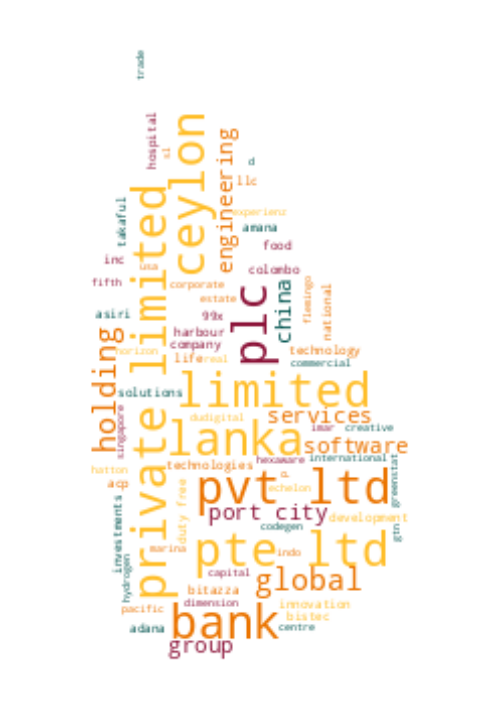 trade
hospital
sl
ceylon
engineering
d
llc
private limited
takaful
experienz
amana
food
inc
usa
colombo
fifth
corporate
estate
plc
china
flemingo
national
asiri
99x
harbour
company
holding
horizon
life
real
technology
commercial
solutions
limited
singapore
dudigital
services
imar
creative
lanka
software
hatton
technologies
hexaware
international
greenstat
acp
pvt ltd
echelon
investments
duty free
port city
development
codegen
gtn
marina
pte ltd
indo
hydrogen
capital
global
bitazza
pacific
dimension
innovation
bistec
adana
bank
centre
group